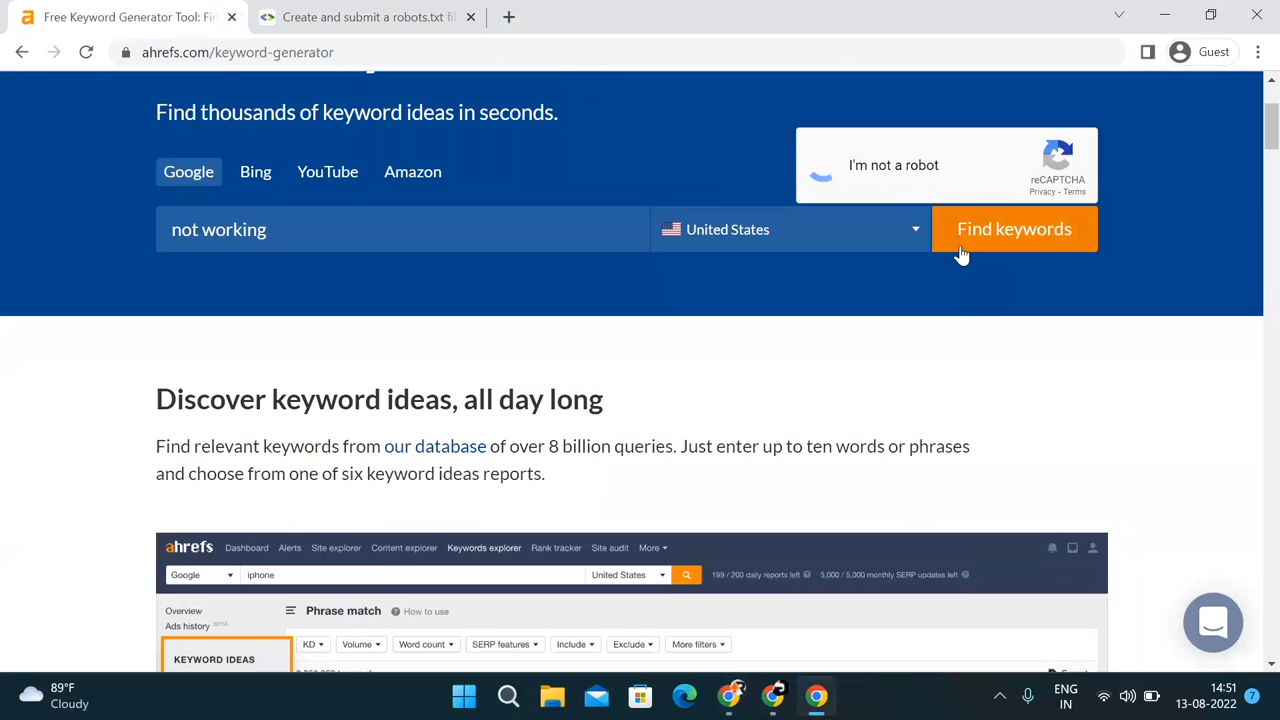 Free Keyword Generator Tool: Fin
Create and submit a robots.txt fil
ahrefs.com/keyword-generator
Guest
Find thousands of keyword ideas in seconds.
Google Bing YouTube Amazon
I'm not a robot
reCAPTCHA
Privacy - Terms
not working
United States
Find keywords
Discover keyword ideas, all day long
Find relevant keywords from our database of over 8 billion queries. Just enter up to ten words or phrases
and choose from one of six keyword ideas reports.
ahrefs Dashboard Alerts Site explorer Content explorer Keywords explorer Rank tracker Site audit More
Google iphone United States 199 / 200 daily reports left 5,000 / 5,000 monthly SERP updates left
Overview
Ads history BETA
Phrase match How to use
KD Volume Word count SERP features Include Exclude More filters
KEYWORD IDEAS
89°F
Cloudy
ENG
IN
14:51
13-08-2022
7